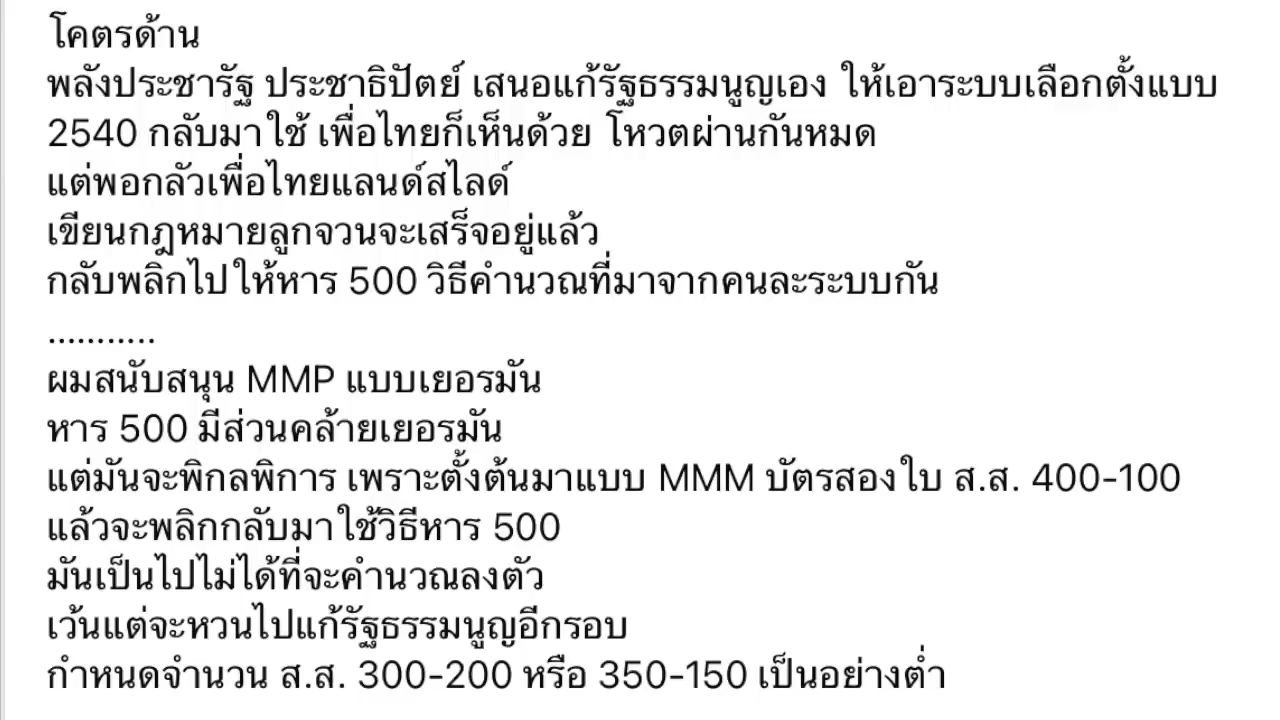 โคตรด้าน
พลังประชารัฐ ประชาธิปัตย์ เสนอแก้รัฐธรรมนูญเอง ให้เอาระบบเลือกตั้งแบบ
2540 กลับมาใช้ เพื่อไทยก็เห็นด้วย โหวตผ่านกันหมด
แต่พอกลัวเพื่อไทยแลนด์สไลด์
เขียนกฎหมายลูกจวนจะเสร็จอยู่แล้ว
กลับพลิกไปให้หาร 500 วิธีคำนวณที่มาจากคนละระบบกัน
...........
ผมสนับสนุน MMP แบบเยอรมัน
หาร 500 มีส่วนคล้ายเยอรมัน
แต่มันจะพิกลพิการ เพราะตั้งต้นมาแบบ MMM บัตรสองใบ ส.ส. 400-100
แล้วจะพลิกกลับมาใช้วิธีหาร 500
มันเป็นไปไม่ได้ที่จะคำนวณลงตัว
เว้นแต่จะหวนไปแก้รัฐธรรมนูญอีกรอบ
กำหนดจำนวน ส.ส. 300-200 หรือ 350-150 เป็นอย่างต่ำ